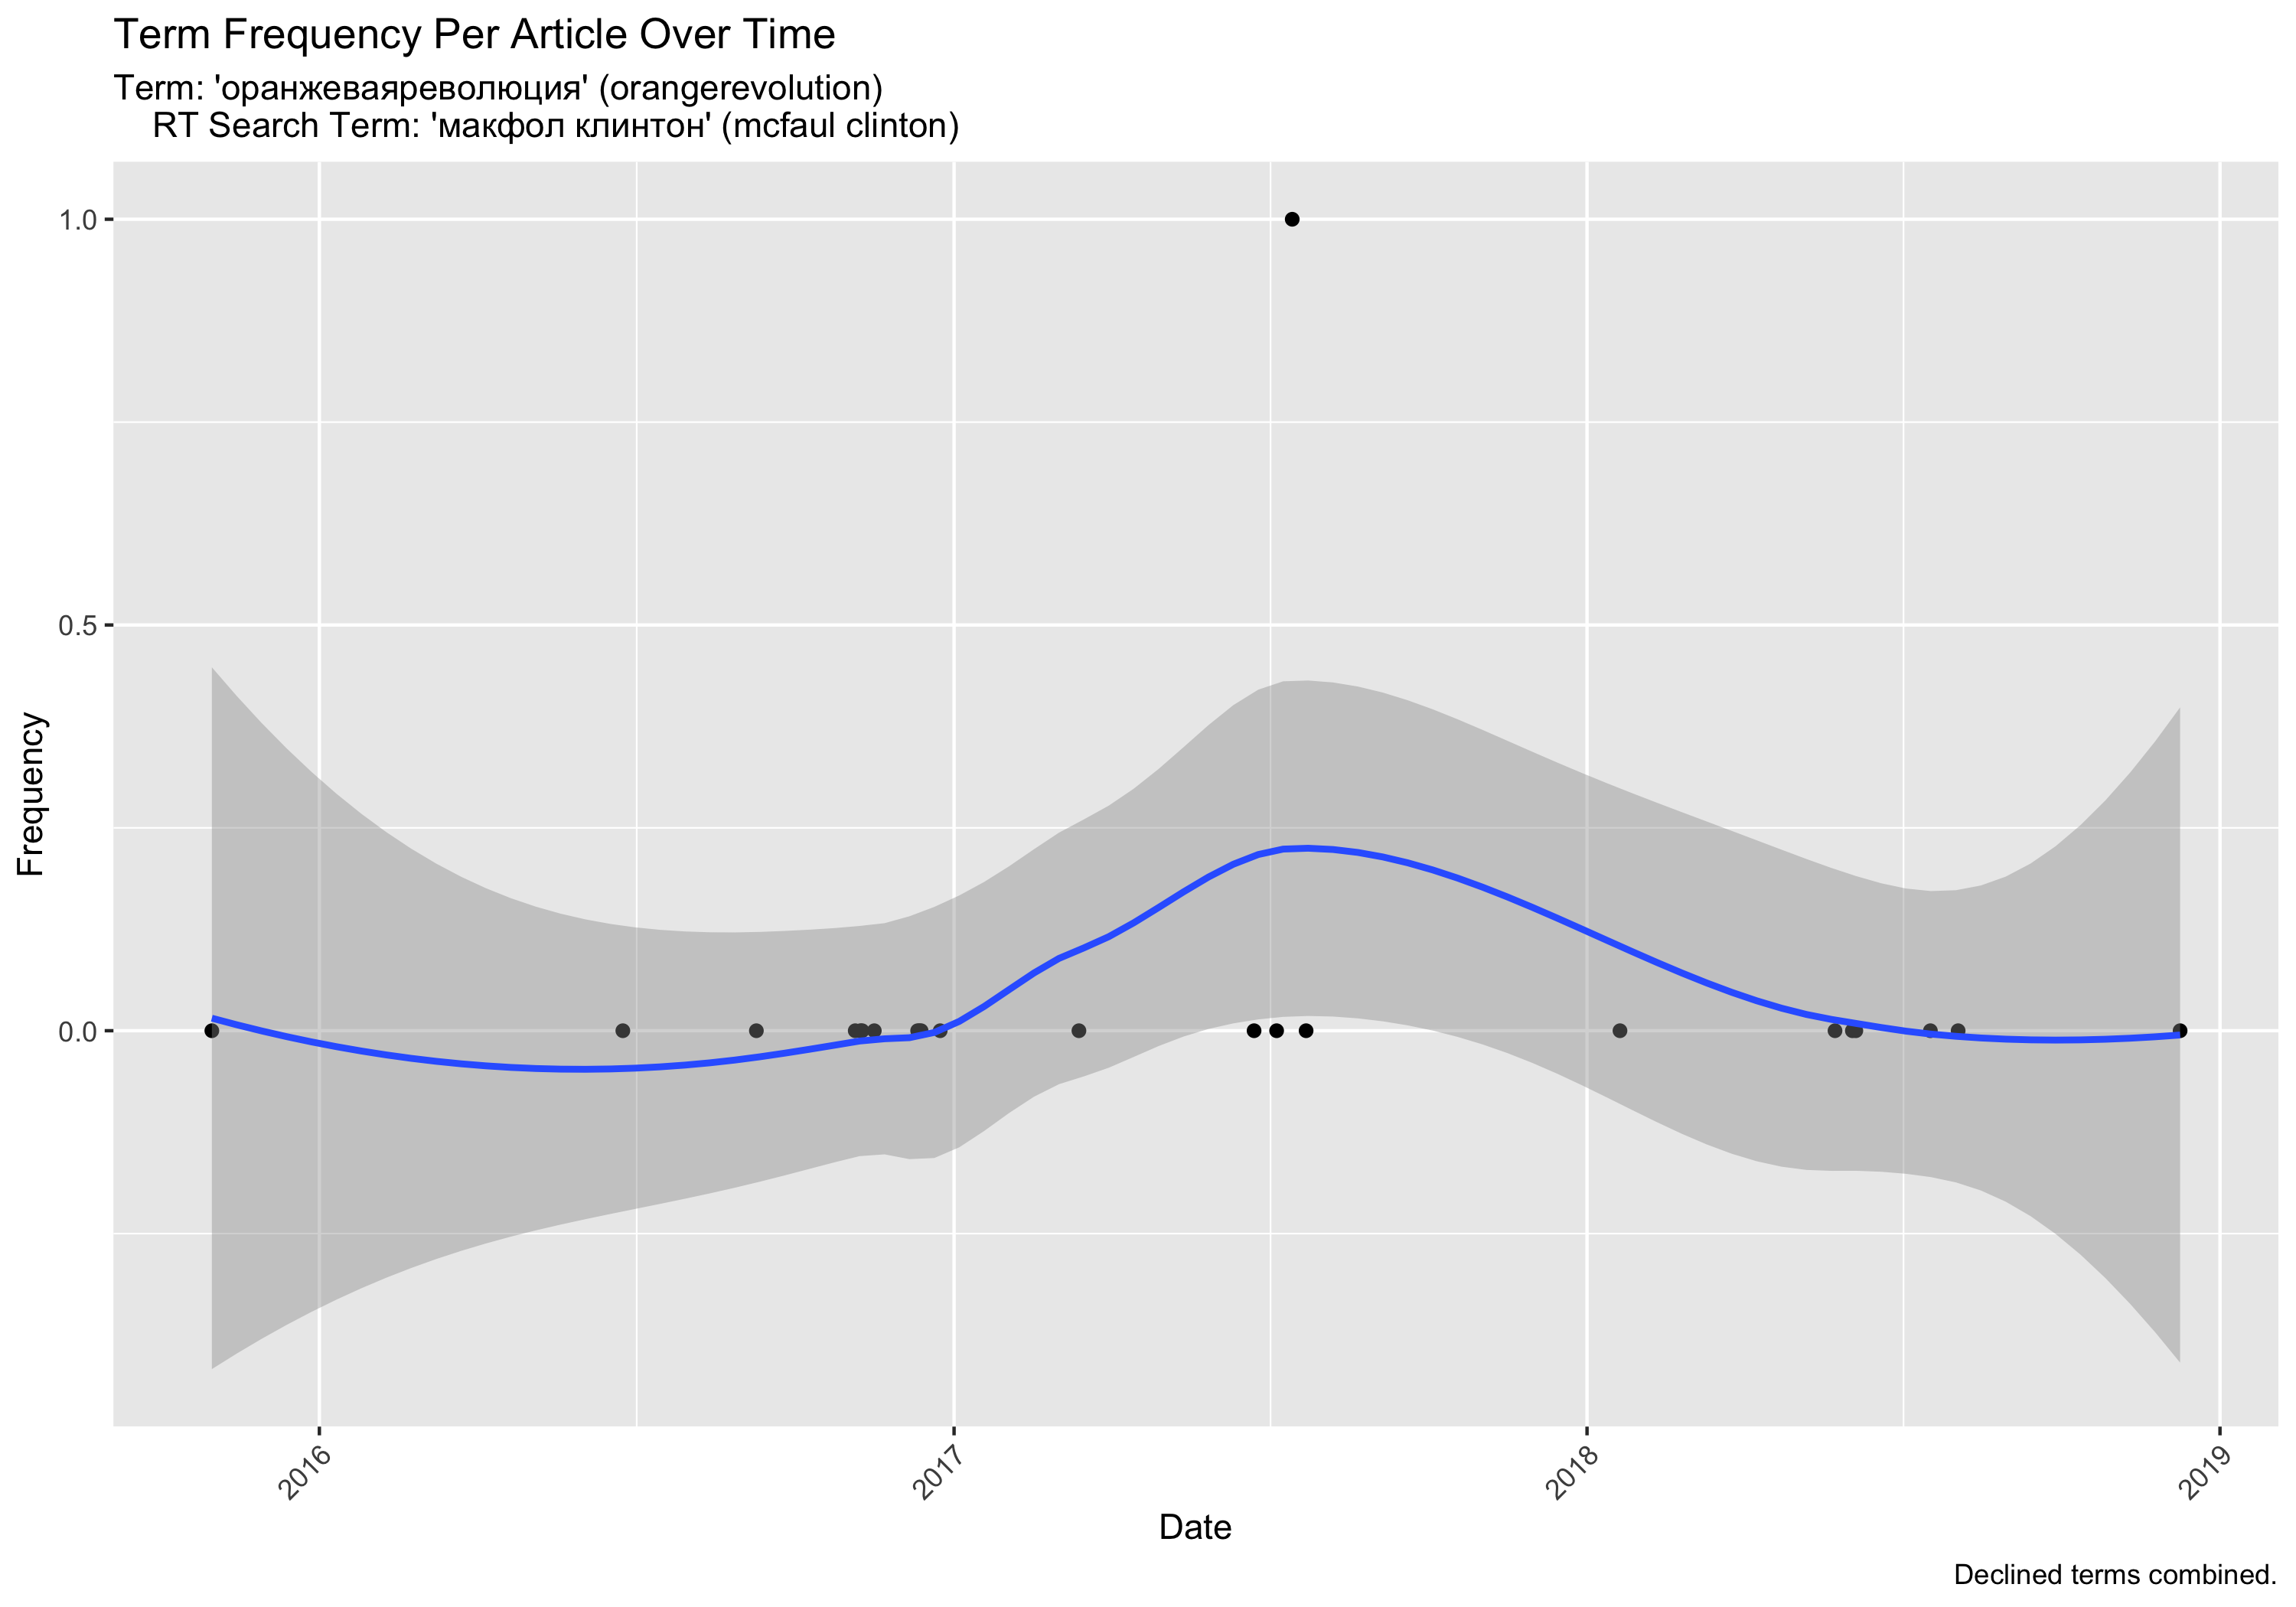 Term Frequency Per Article Over Time
Term: 'оранжеваяреволюция' (orangerevolution)
RT Search Term: 'макфол клинтон' (mcfaul clinton)
Frequency
1.0
0.5
0.0
2016
2017
2018
2019
Date
Declined terms combined.